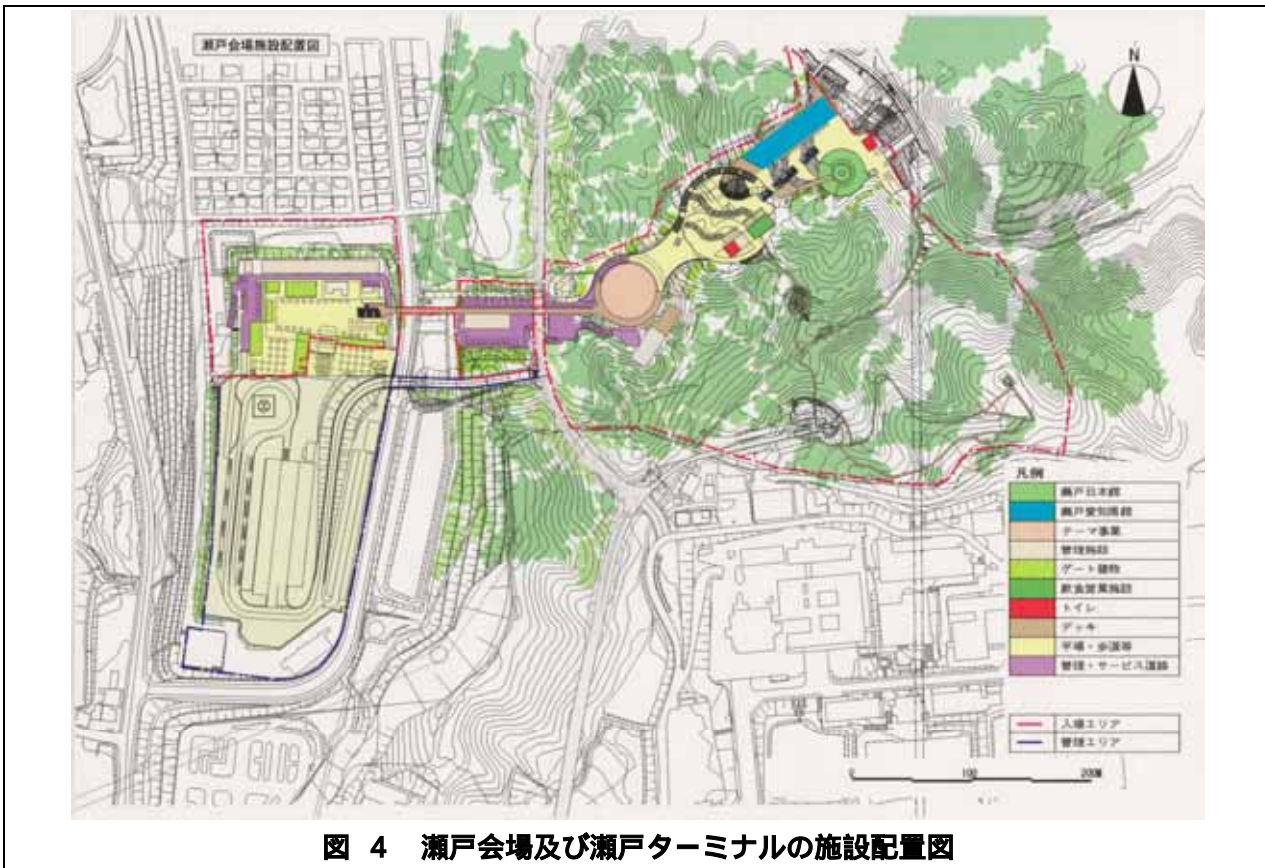 瀬戸会場施設配置図
N
凡例
瀬戸日本館
瀬戸愛知県館
テーマ事業
管理施設
ゲート建物
飲食営業施設
トイレ
デッキ
平場・歩道等
管理・サービス道路
入場エリア
管理エリア
0 100 200M
図 4 瀬戸会場及び瀬戸ターミナルの施設配置図